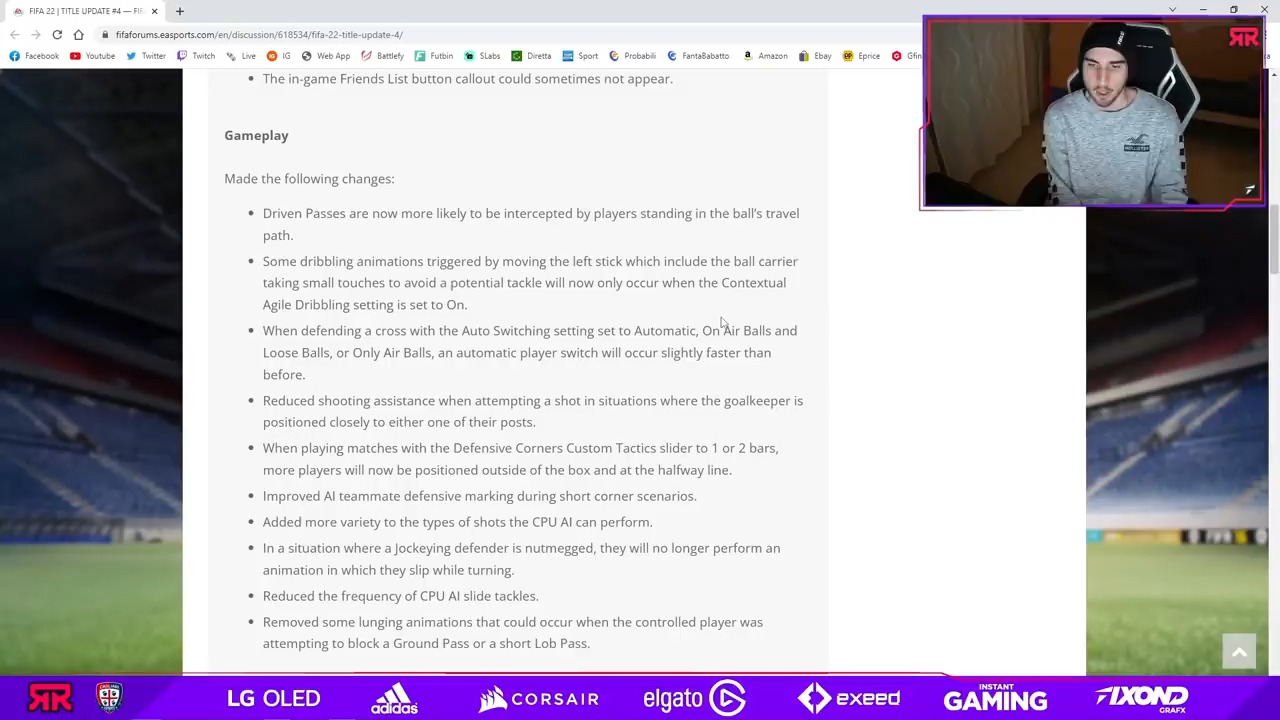 FIFA 22 | TITLE UPDATE #4 — FI
fifaforums.easports.com/en/discussion/618534/fifa-22-title-update-4/
Facebook Youtube Twitter Twitch Live IG Web App Battlefy Futbin SLabs Diretta Sport Probabili FantaBabatto Amazon Ebay Eprice Gfin
RR
HOLLISTER
The in-game Friends List button callout could sometimes not appear.
Gameplay
Made the following changes:
Driven Passes are now more likely to be intercepted by players standing in the ball's travel
path.
Some dribbling animations triggered by moving the left stick which include the ball carrier
taking small touches to avoid a potential tackle will now only occur when the Contextual
Agile Dribbling setting is set to On.
When defending a cross with the Auto Switching setting set to Automatic, On Air Balls and
Loose Balls, or Only Air Balls, an automatic player switch will occur slightly faster than
before.
Reduced shooting assistance when attempting a shot in situations where the goalkeeper is
positioned closely to either one of their posts.
When playing matches with the Defensive Corners Custom Tactics slider to 1 or 2 bars,
more players will now be positioned outside of the box and at the halfway line.
Improved AI teammate defensive marking during short corner scenarios.
Added more variety to the types of shots the CPU AI can perform.
In a situation where a Jockeying defender is nutmegged, they will no longer perform an
animation in which they slip while turning.
Reduced the frequency of CPU AI slide tackles.
Removed some lunging animations that could occur when the controlled player was
attempting to block a Ground Pass or a short Lob Pass.
RR LG OLED adidas CORSAIR elgato exeed INSTANT GAMING FIXOND GRAFX